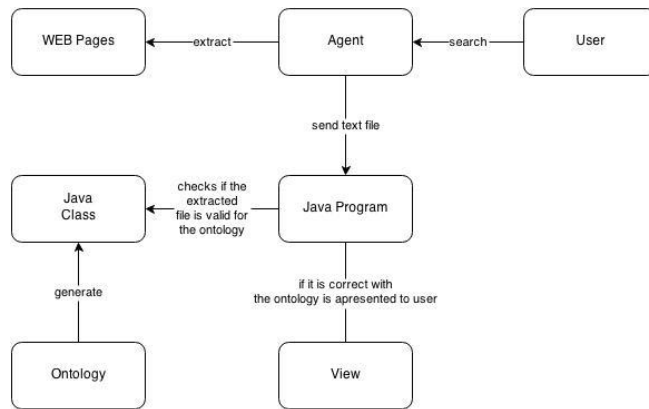 WEB Pages
extract
Agent
search
User
send text file
Java
Class
checks if the
extracted
file is valid for
the ontology
Java Program
generate
if it is correct with
the ontology is apresented to user
Ontology
View